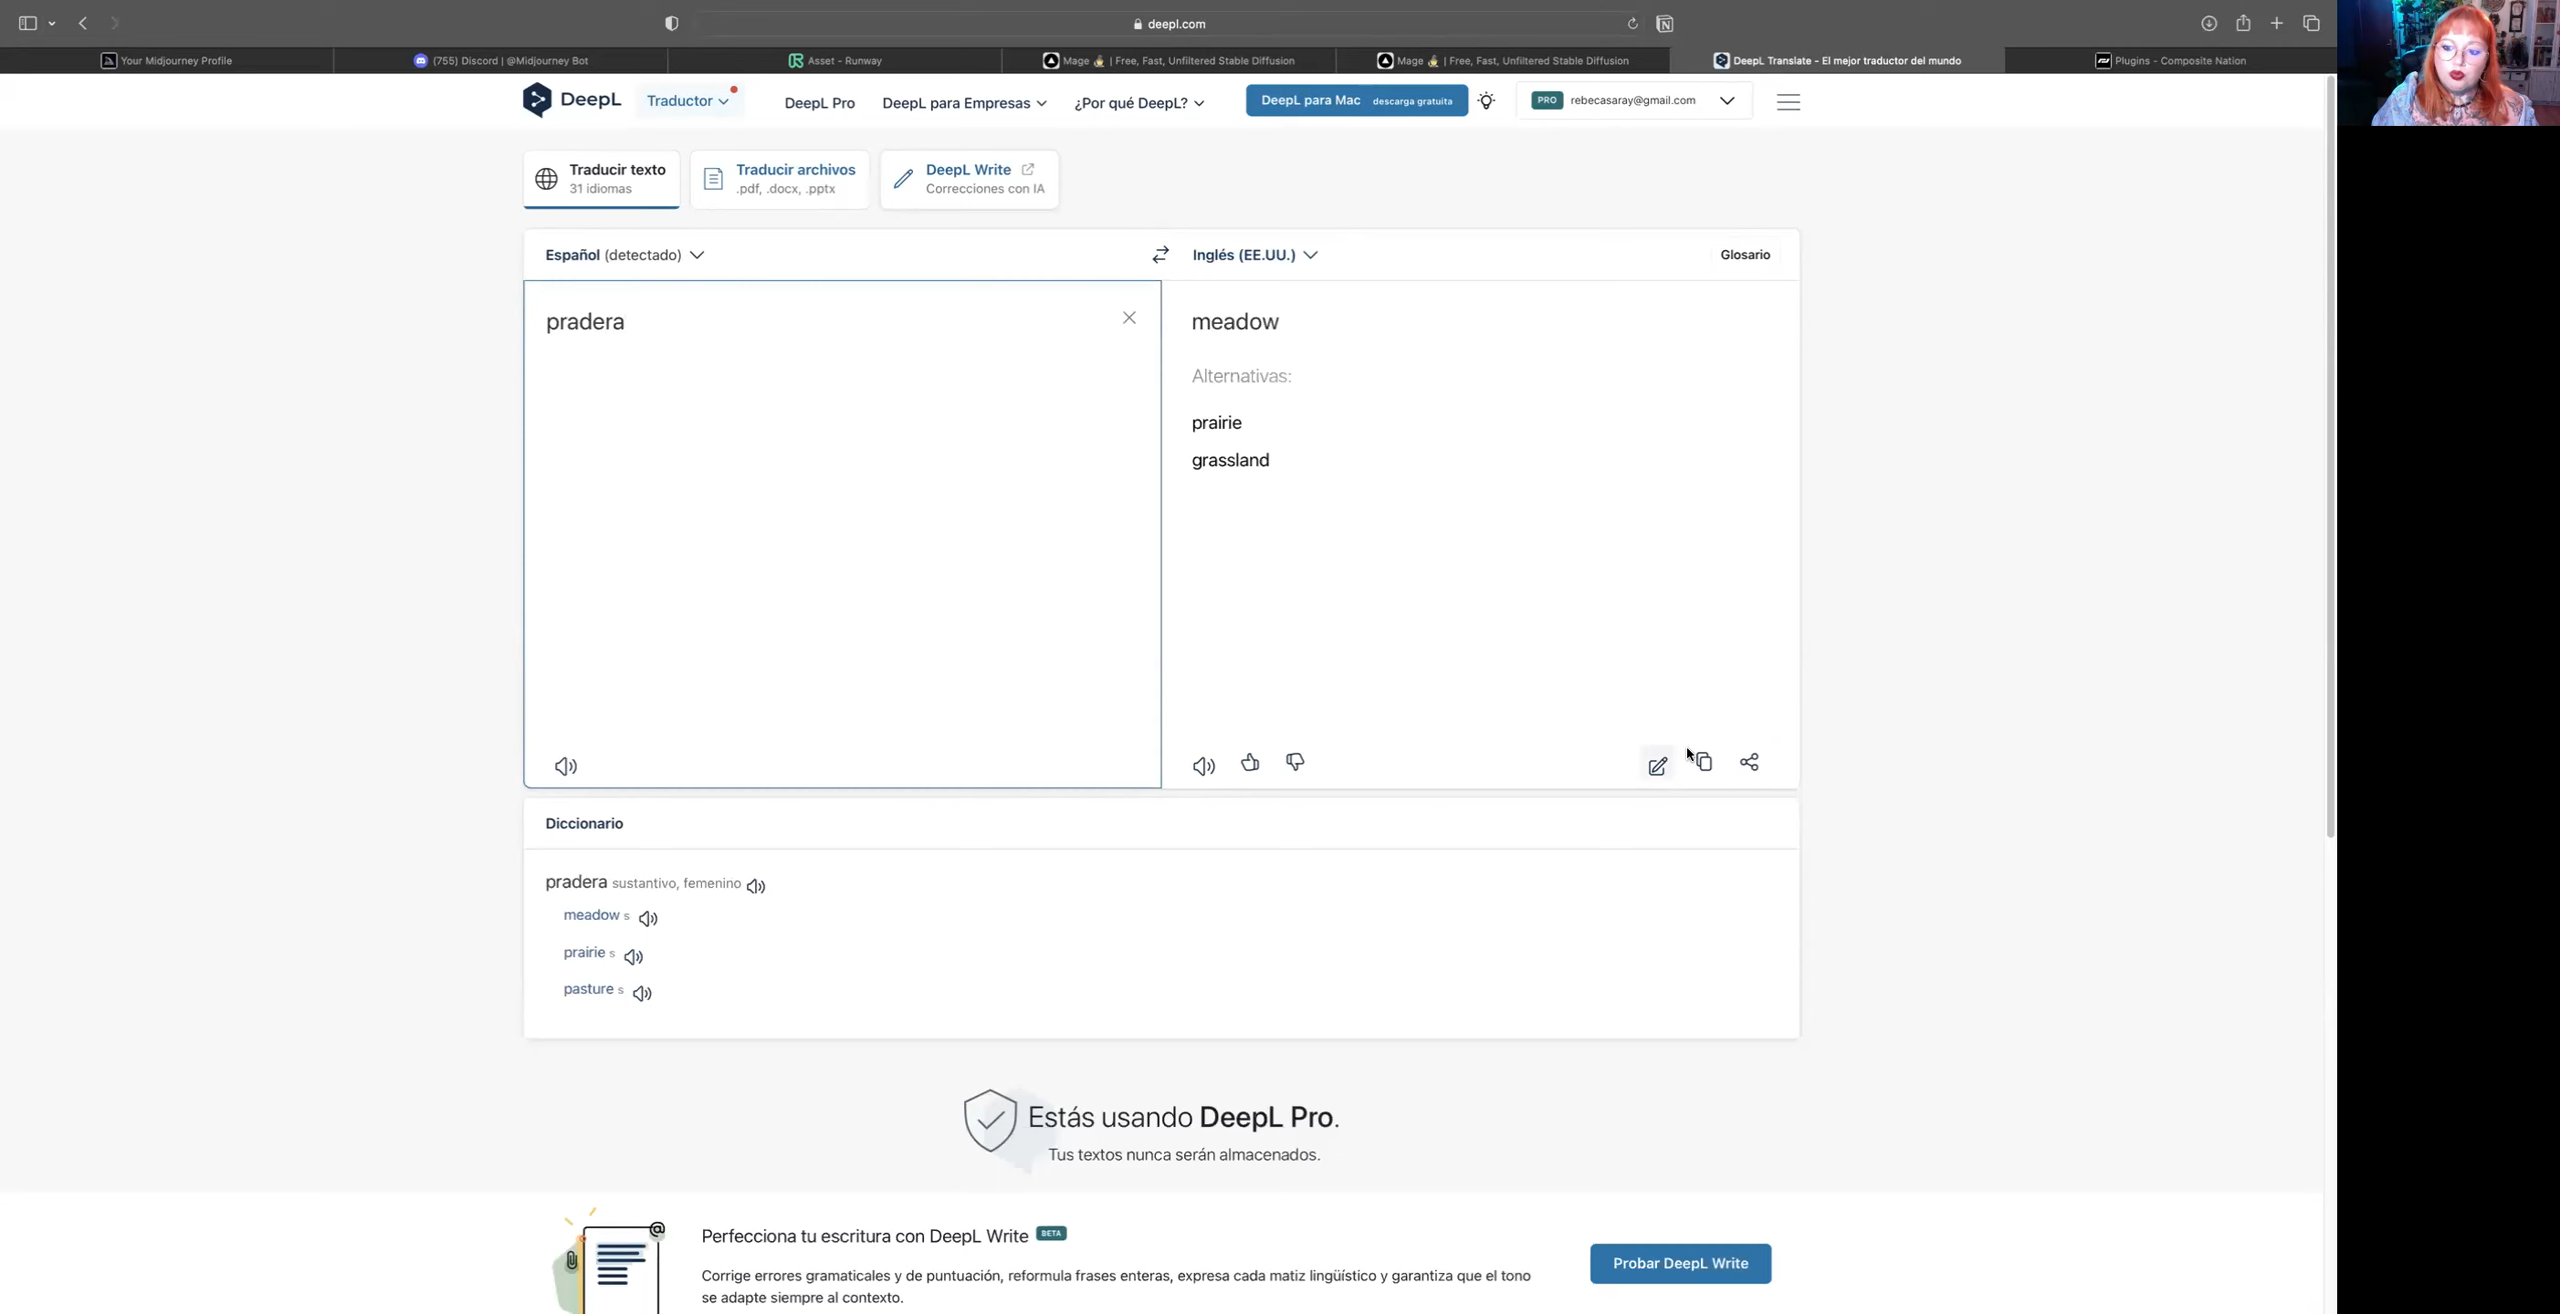 deepl.com
Your Midjourney Profile
(755) Discord | @Midjourney Bot
Asset - Runway
Mage | Free, Fast, Unfiltered Stable Diffusion
Mage | Free, Fast, Unfiltered Stable Diffusion
DeepL Translate - El mejor traductor del mundo
Plugins - Composite Nation
DeepL
Traductor
DeepL Pro
DeepL para Empresas
¿Por qué DeepL?
DeepL para Mac descarga gratuita
PRO rebecasaray@gmail.com
Traducir texto
31 idiomas
Traducir archivos
.pdf, .docx, .pptx
DeepL Write
Correcciones con IA
Español (detectado)
Inglés (EE.UU.)
Glosario
pradera
meadow
Alternativas:
prairie
grassland
Diccionario
pradera sustantivo, femenino
meadow s
prairie s
pasture s
Estás usando DeepL Pro.
Tus textos nunca serán almacenados.
Perfecciona tu escritura con DeepL Write BETA
Corrige errores gramaticales y de puntuación, reformula frases enteras, expresa cada matiz lingüístico y garantiza que el tono
se adapte siempre al contexto.
Probar DeepL Write